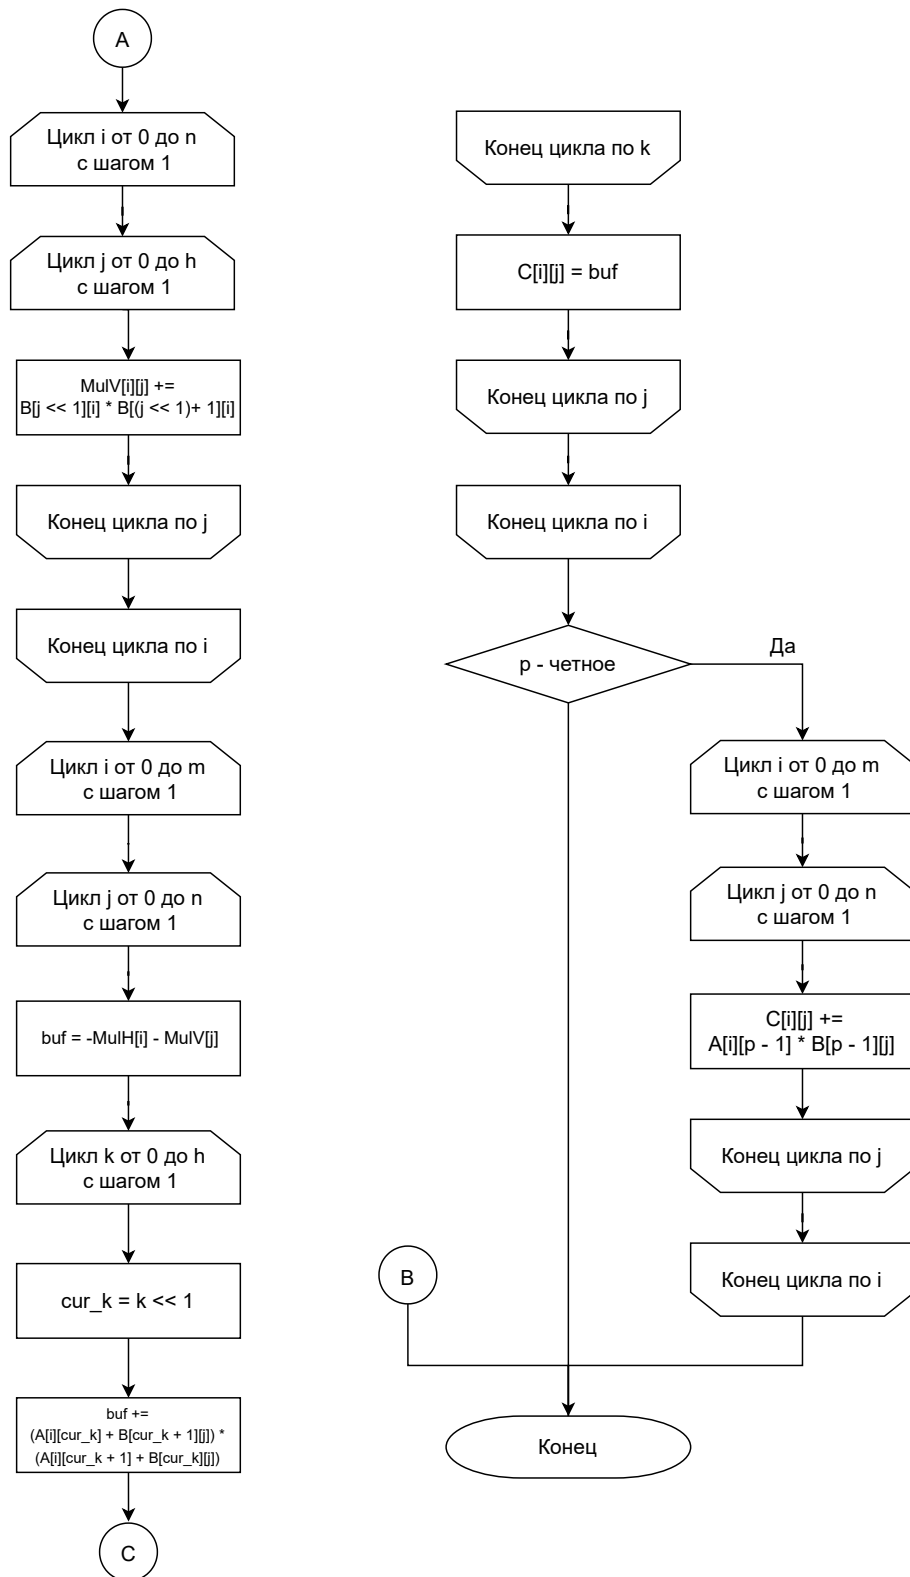 A
Цикл i от 0 до n
с шагом 1
Цикл j от 0 до h
с шагом 1
MulV[i][j] +=
B[j << 1][i] * B[(j << 1)+ 1][i]
Конец цикла по j
Конец цикла по i
Цикл i от 0 до m
с шагом 1
Цикл j от 0 до n
с шагом 1
buf = -MulH[i] - MulV[j]
Цикл k от 0 до h
с шагом 1
cur_k = k << 1
buf +=
(A[i][cur_k] + B[cur_k + 1][j]) *
(A[i][cur_k + 1] + B[cur_k][j])
C
Конец цикла по k
C[i][j] = buf
Конец цикла по j
Конец цикла по i
p - четное
Да
Цикл i от 0 до m
с шагом 1
Цикл j от 0 до n
с шагом 1
C[i][j] +=
A[i][p - 1] * B[p - 1][j]
Конец цикла по j
Конец цикла по i
B
Конец